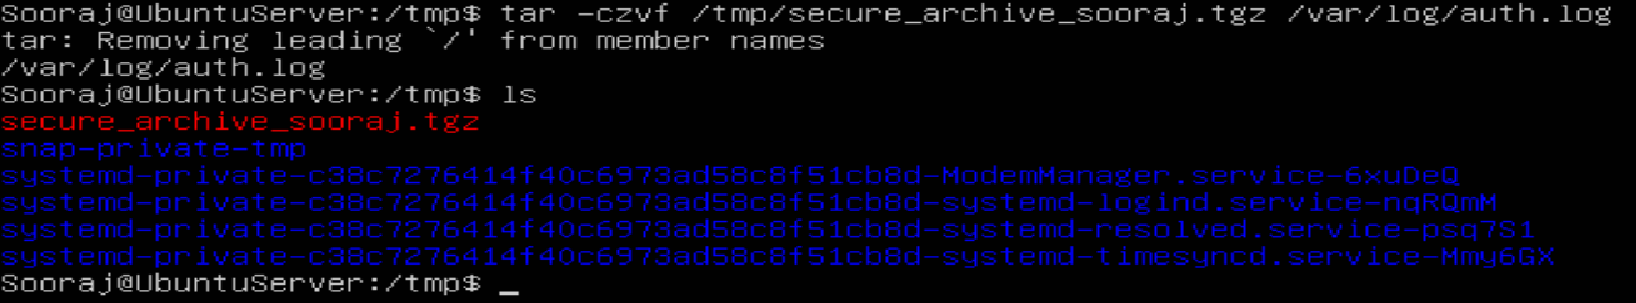 Sooraj@UbuntuServer:/tmp$ tar -czvf /tmp/secure_archive_sooraj.tgz /var/log/auth.log
tar: Removing leading `/' from member names
/var/log/auth.log
Sooraj@UbuntuServer:/tmp$ ls
secure_archive_sooraj.tgz
snap-private-tmp
systemd-private-c38c7276414f40c6973ad58c8f51cb8d-ModemManager.service-6xuDeQ
systemd-private-c38c7276414f40c6973ad58c8f51cb8d-systemd-logind.service-nqRQmM
systemd-private-c38c7276414f40c6973ad58c8f51cb8d-systemd-resolved.service-psq7S1
systemd-private-c38c7276414f40c6973ad58c8f51cb8d-systemd-timesyncd.service-Mmy6GX
Sooraj@UbuntuServer:/tmp$ _